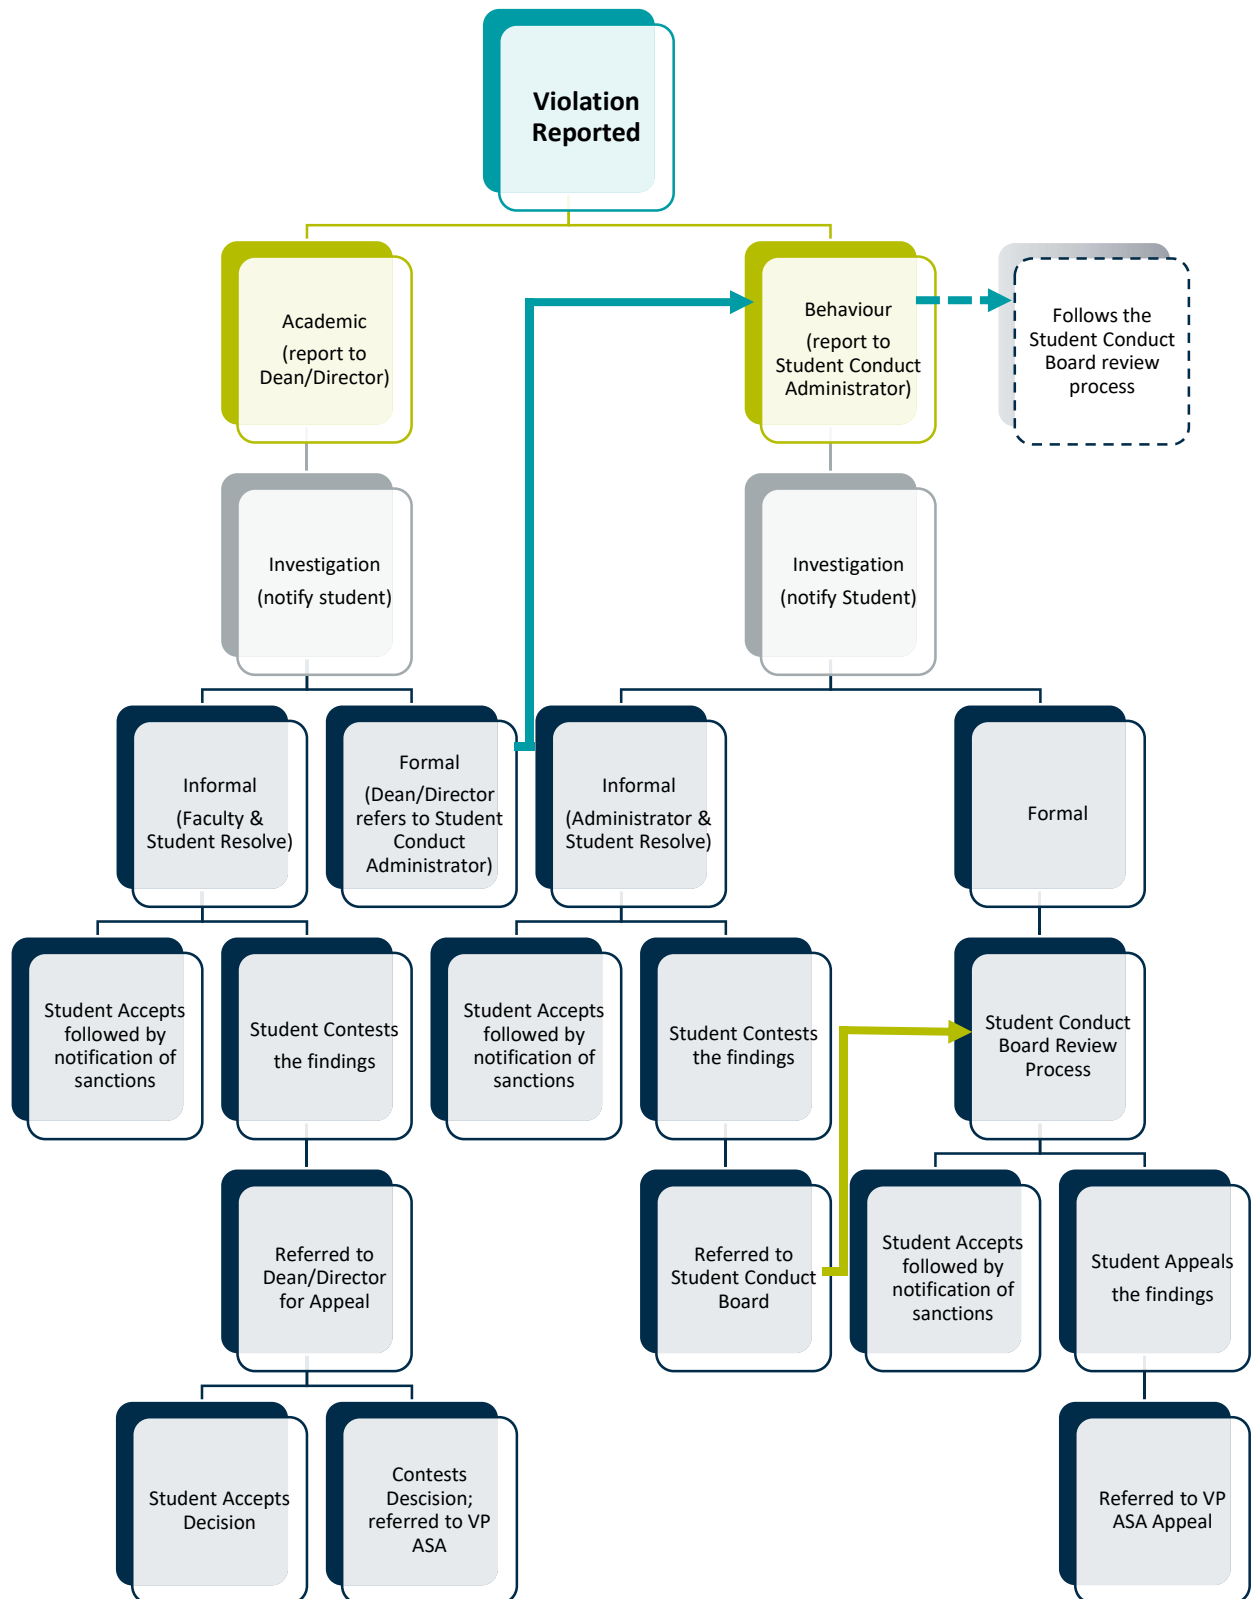 Violation
Reported
Academic
(report to
Dean/Director)
Behaviour
(report to
Student Conduct
Administrator)
Follows the
Student Conduct
Board review
process
Investigation
(notify student)
Investigation
(notify Student)
Informal
(Faculty &
Student Resolve)
Formal
(Dean/Director
refers to Student
Conduct
Administrator)
Informal
(Administrator &
Student Resolve)
Formal
Student Accepts
followed by
notification of
sanctions
Student Contests
the findings
Student Accepts
followed by
notification of
sanctions
Student Contests
the findings
Student Conduct
Board Review
Process
Referred to
Dean/Director
for Appeal
Referred to
Student Conduct
Board
Student Accepts
followed by
notification of
sanctions
Student Appeals
the findings
Student Accepts
Decision
Contests
Descision;
referred to VP
ASA
Referred to VP
ASA Appeal